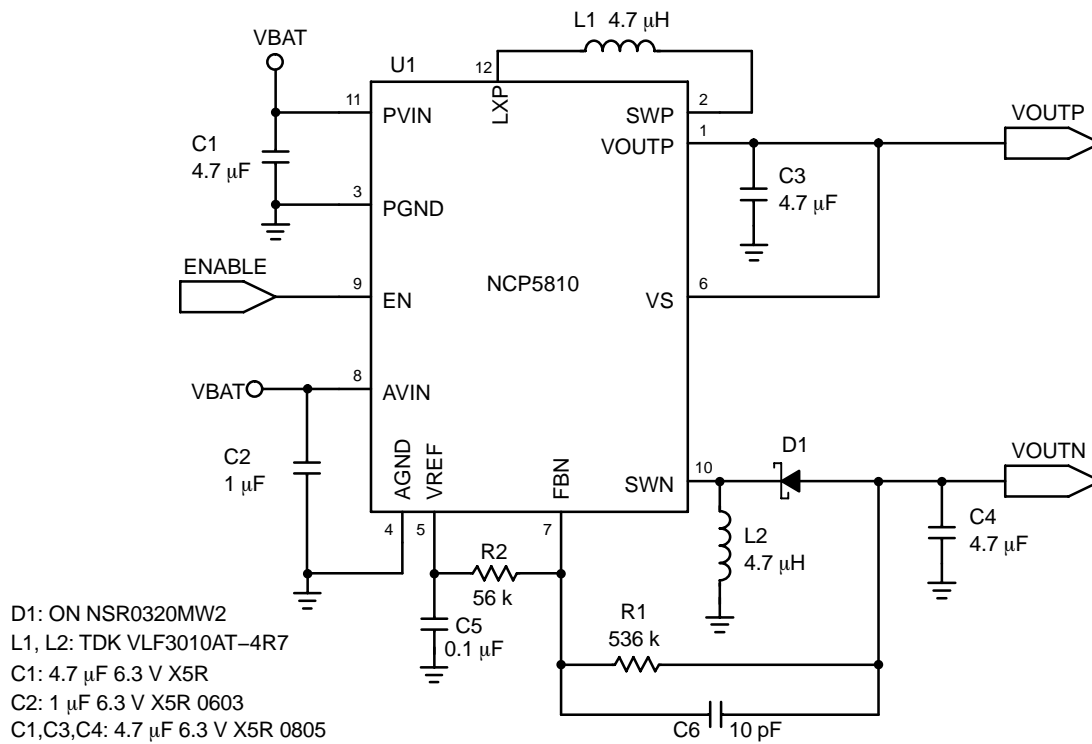 L1 4.7 μH
VBAT
U1
12
LXP
11
PVIN
2
SWP
1
VOUTP
VOUTP
C1
4.7 μF
3
PGND
C3
4.7 μF
ENABLE
9
EN
NCP5810
6
VS
VBAT
8
AVIN
C2
1 μF
AGND
VREF
FBN
10
SWN
D1
VOUTN
4
5
7
L2
4.7 μH
C4
4.7 μF
R2
56 k
C5
0.1 μF
R1
536 k
C6
10 pF
D1: ON NSR0320MW2
L1, L2: TDK VLF3010AT−4R7
C1: 4.7 μF 6.3 V X5R
C2: 1 μF 6.3 V X5R 0603
C1,C3,C4: 4.7 μF 6.3 V X5R 0805